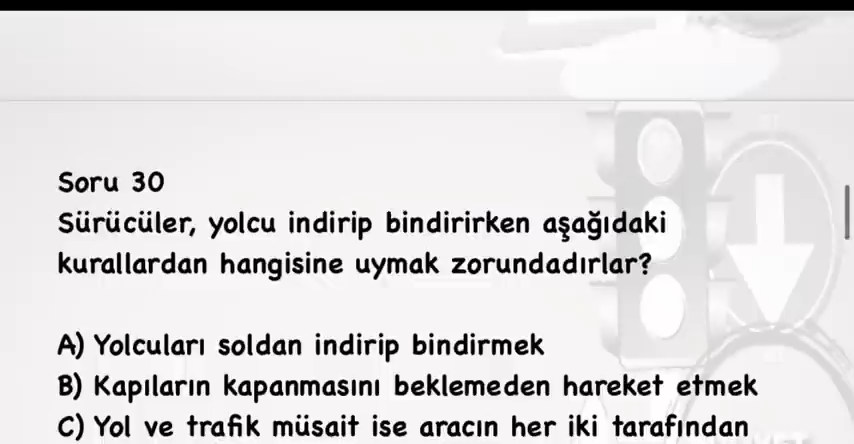 Soru 30
Sürücüler, yolcu indirip bindirirken aşağıdaki
kurallardan hangisine uymak zorundadırlar?
A) Yolcuları soldan indirip bindirmek
B) Kapıların kapanmasını beklemeden hareket etmek
C) Yol ve trafik müsait ise aracın her iki tarafından